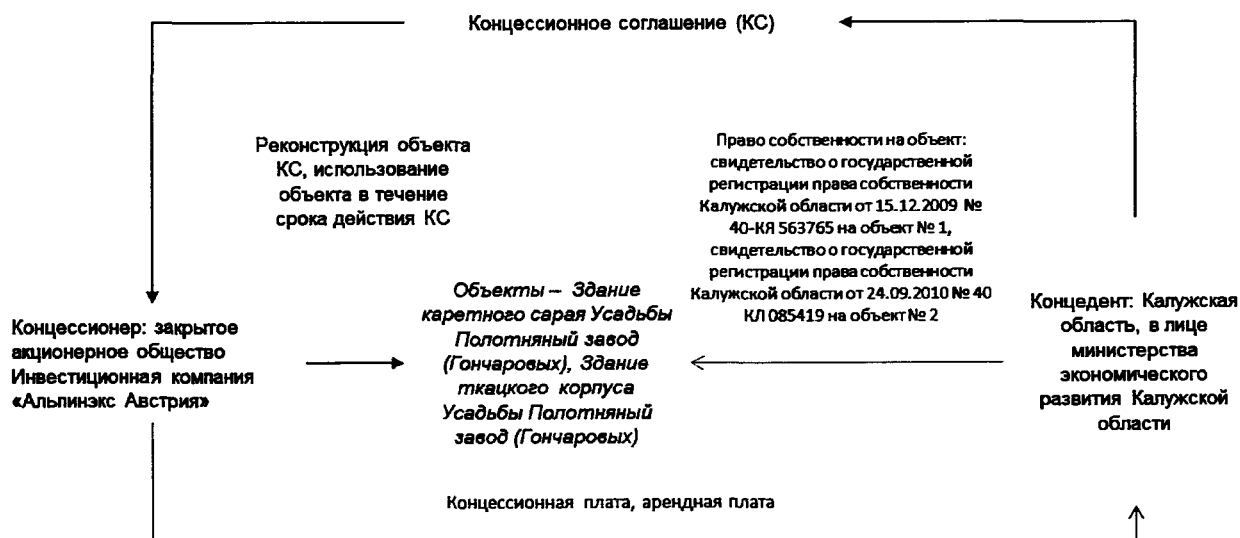 Концессионное соглашение (КС)
Реконструкция объекта
КС, использование
объекта в течение
срока действия КС
Право собственности на объект:
свидетельство о государственной
регистрации права собственности
Калужской области от 15.12.2009 №
40-КЯ 563765 на объект № 1,
свидетельство о государственной
регистрации права собственности
Калужской области от 24.09.2010 № 40
КЛ 085419 на объект № 2
Концессионер: закрытое
акционерное общество
Инвестиционная компания
«Альпинэкс Австрия»
Объекты – Здание
каретного сарая Усадьбы
Полотняный завод
(Гончаровых), Здание
ткацкого корпуса
Усадьбы Полотняный
завод (Гончаровых)
Концедент: Калужская
область, в лице
министерства
экономического
развития Калужской
области
Концессионная плата, арендная плата